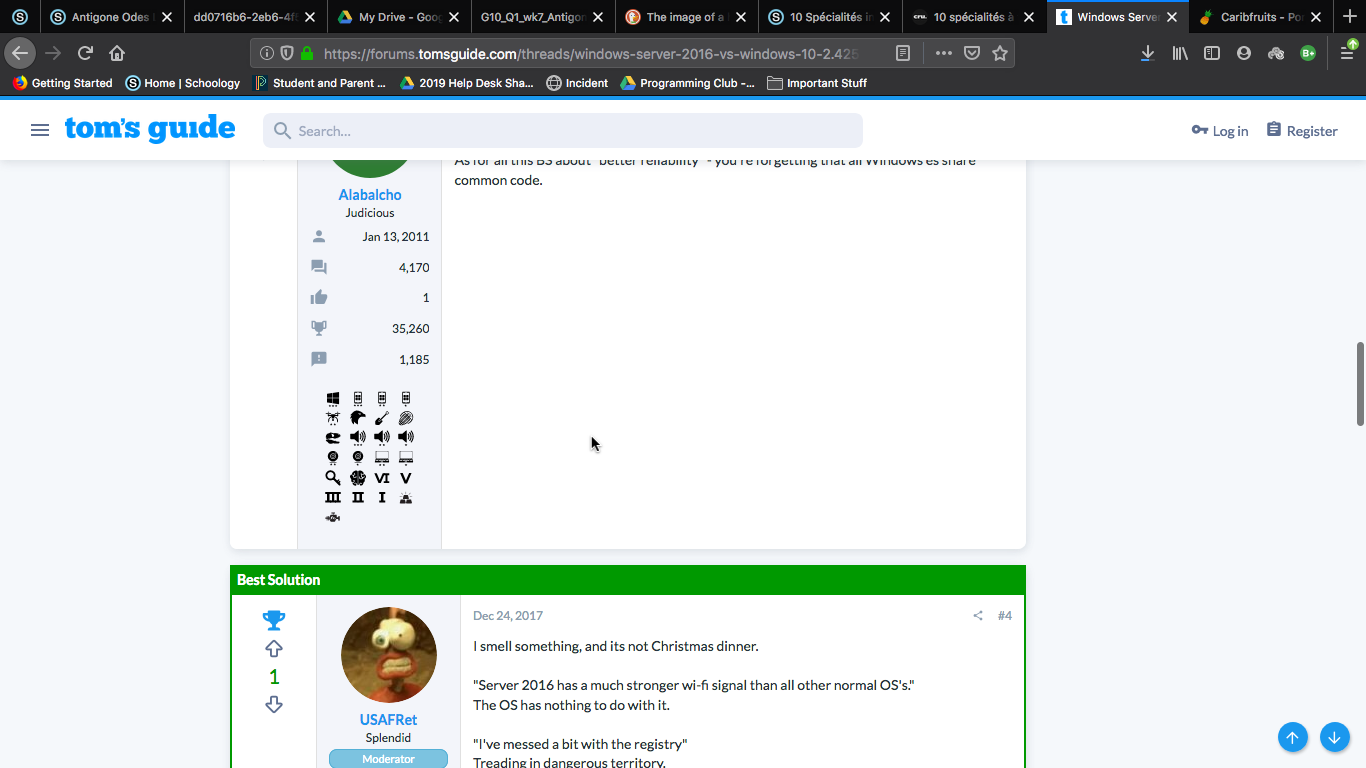 Antigone Odes
dd0716b6-2eb6-4f
My Drive - Goog
G10_Q1_wk7_Antigon
The image of a
10 Spécialités
10 spécialités à
Windows Server
Caribfruits - Po
https://forums.tomsguide.com/threads/windows-server-2016-vs-windows-10-2.425
Getting Started
Home | Schoology
Student and Parent ...
2019 Help Desk Sha...
Incident
Programming Club -...
Important Stuff
tom's guide
Search...
Log in
Register
As for all this BS about "better reliability" - you're forgetting that all Windows'es share
common code.
Alabalcho
Judicious
Jan 13, 2011
4,170
1
35,260
1,185
VI V
III II I
Best Solution
1
USAFRet
Splendid
Moderator
Dec 24, 2017
#4
I smell something, and its not Christmas dinner.
"Server 2016 has a much stronger wi-fi signal than all other normal OS's."
The OS has nothing to do with it.
"I've messed a bit with the registry"
Treading in dangerous territory.